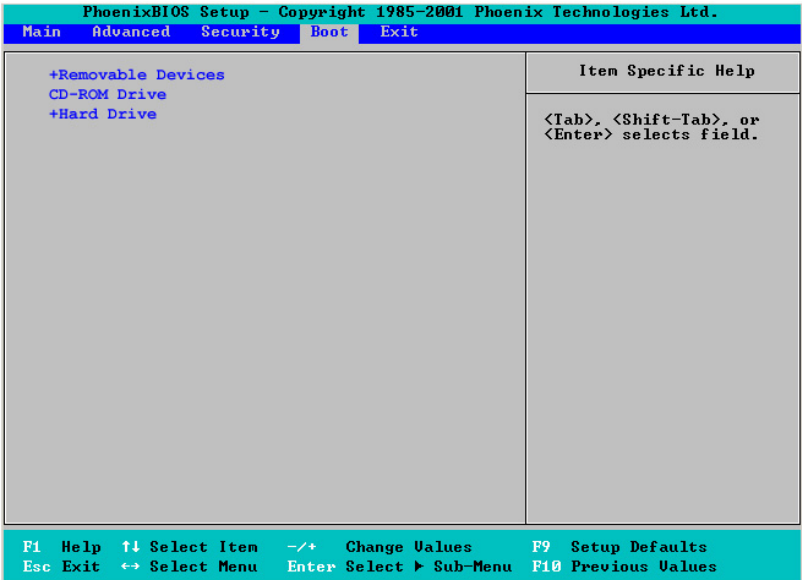 PhoenixBIOS Setup – Copyright 1985-2001 Phoenix Technologies Ltd.
Main Advanced Security Boot Exit
+Removable Devices
CD-ROM Drive
+Hard Drive
Item Specific Help
<Tab>, <Shift-Tab>, or
<Enter> selects field.
F1 Help ↑↓ Select Item -/+ Change Values F9 Setup Defaults
Esc Exit ↔ Select Menu Enter Select ▶ Sub-Menu F10 Previous Values